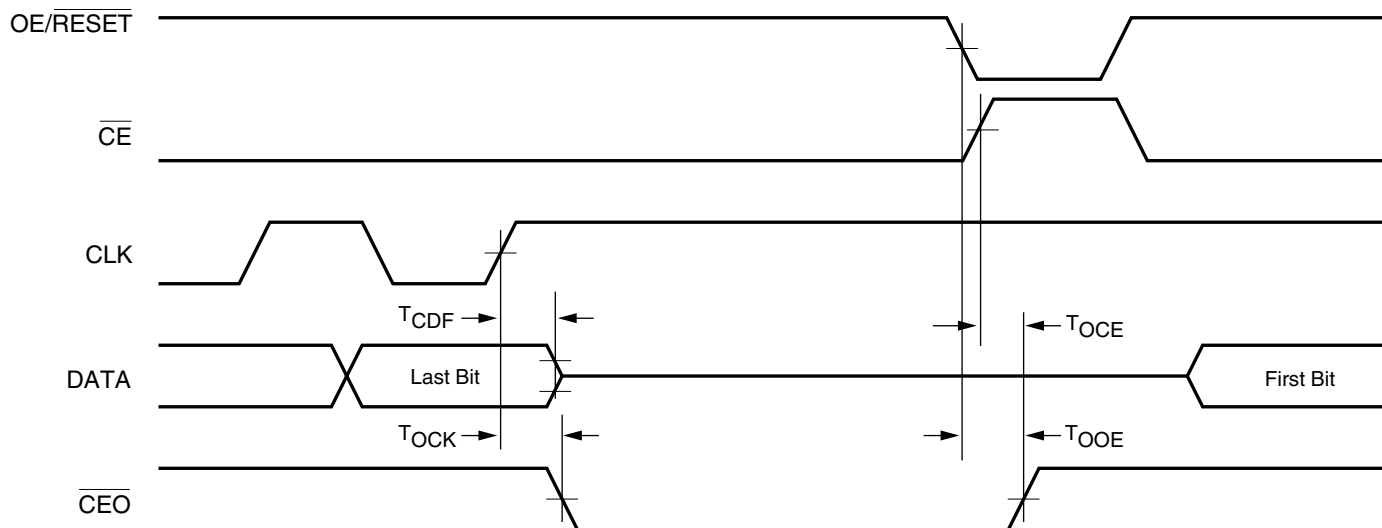 OE/RESET
CE
CLK
TCDF
TOCE
DATA
Last Bit
First Bit
TOCK
TOOE
CEO